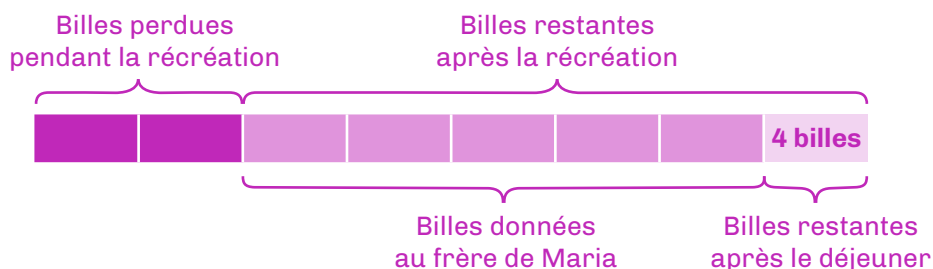 Billes perdues
pendant la récréation
Billes restantes
après la récréation
4 billes
Billes données
au frère de Maria
Billes restantes
après le déjeuner